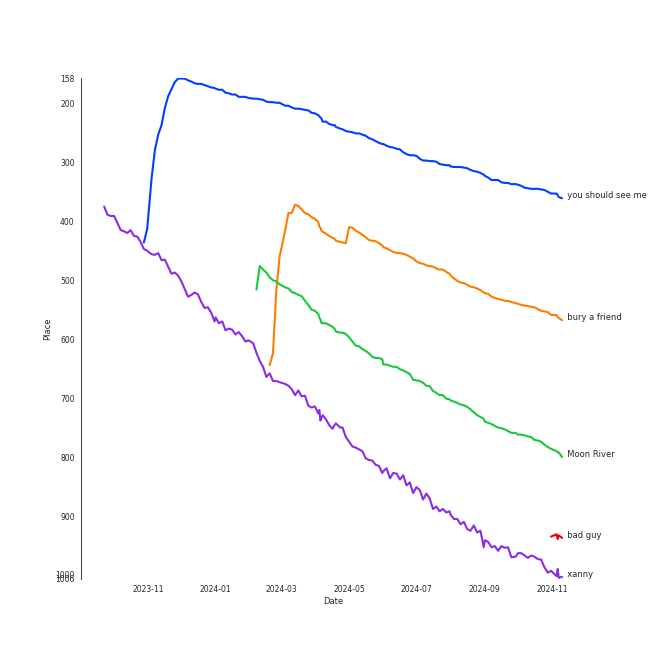 158
200
300
400
500
600
700
800
900
1000
1006
Place
2023-11
2024-01
2024-03
2024-05
2024-07
2024-09
2024-11
Date
you should see me
bury a friend
Moon River
bad guy
xanny